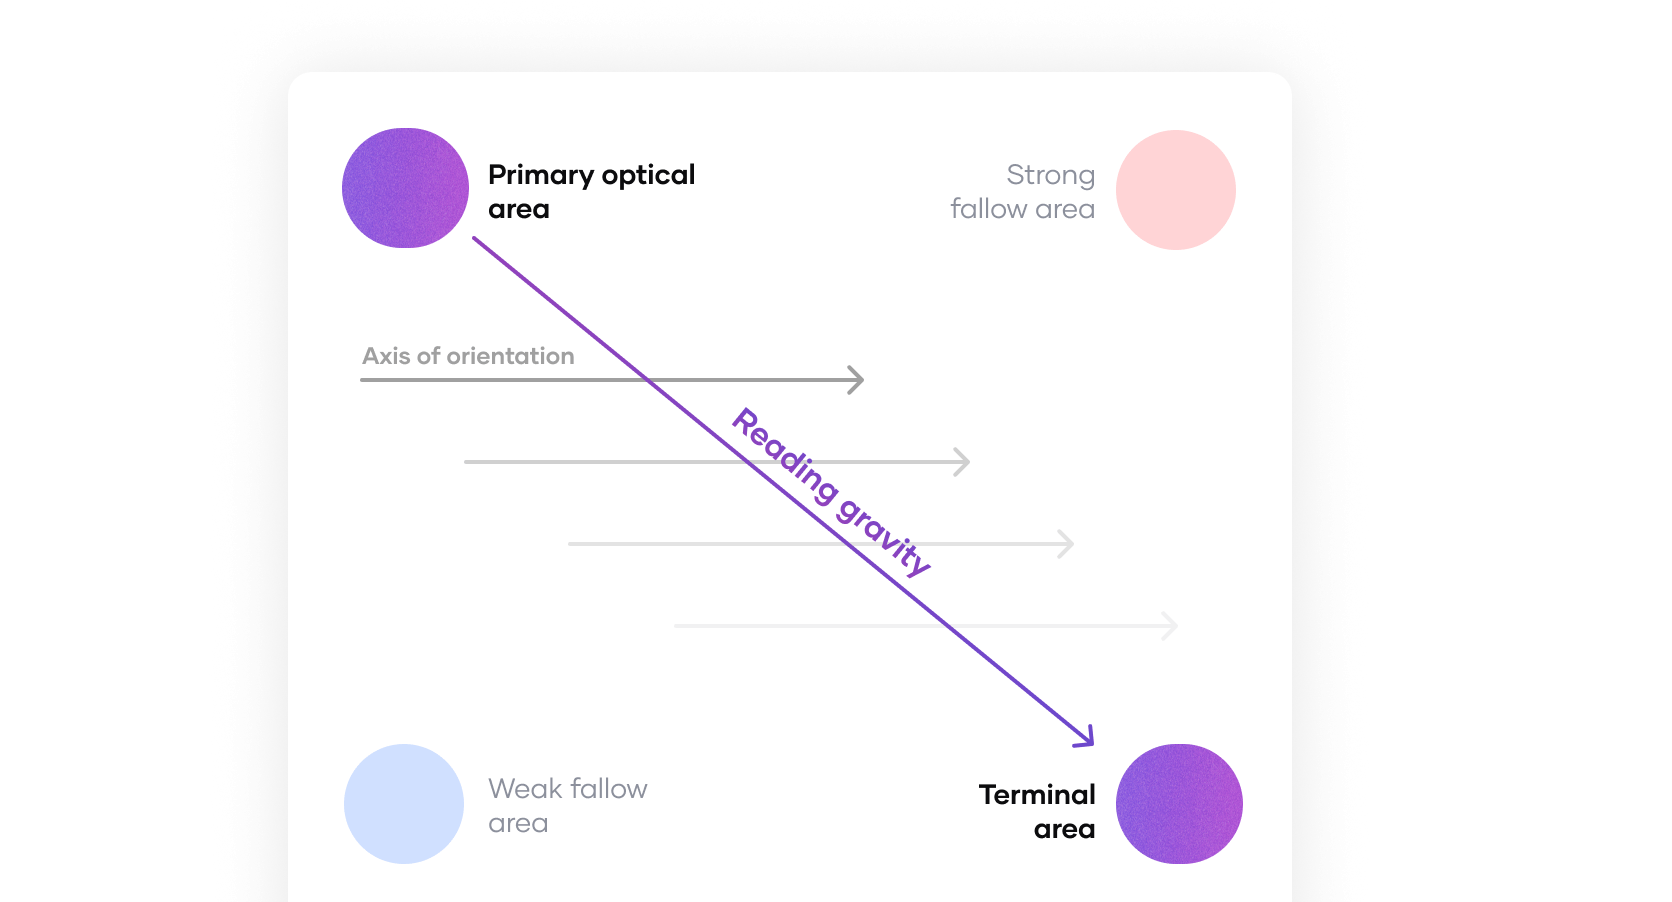 Primary optical
area
Strong
fallow area
Axis of orientation
Reading gravity
Weak fallow
area
Terminal
area